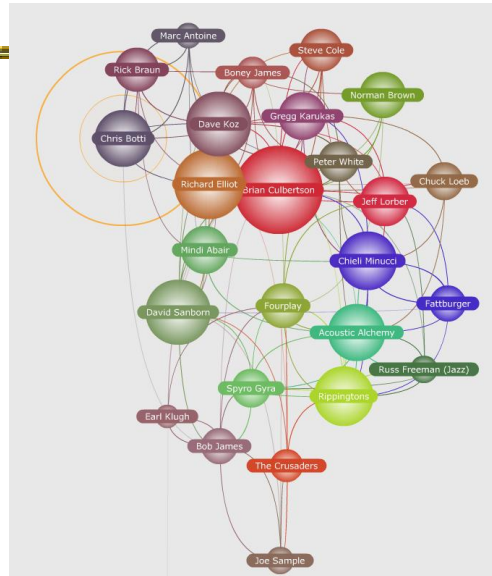 Marc Antoine
Steve Cole
Rick Braun
Boney James
Norman Brown
Dave Koz
Gregg Karukas
Chris Botti
Peter White
Richard Elliot
Brian Culbertson
Chuck Loeb
Jeff Lorber
Mindi Abair
Chieli Minucci
David Sanborn
Fourplay
Fattburger
Acoustic Alchemy
Russ Freeman (Jazz)
Spyro Gyra
Rippingtons
Earl Klugh
Bob James
The Crusaders
Joe Sample